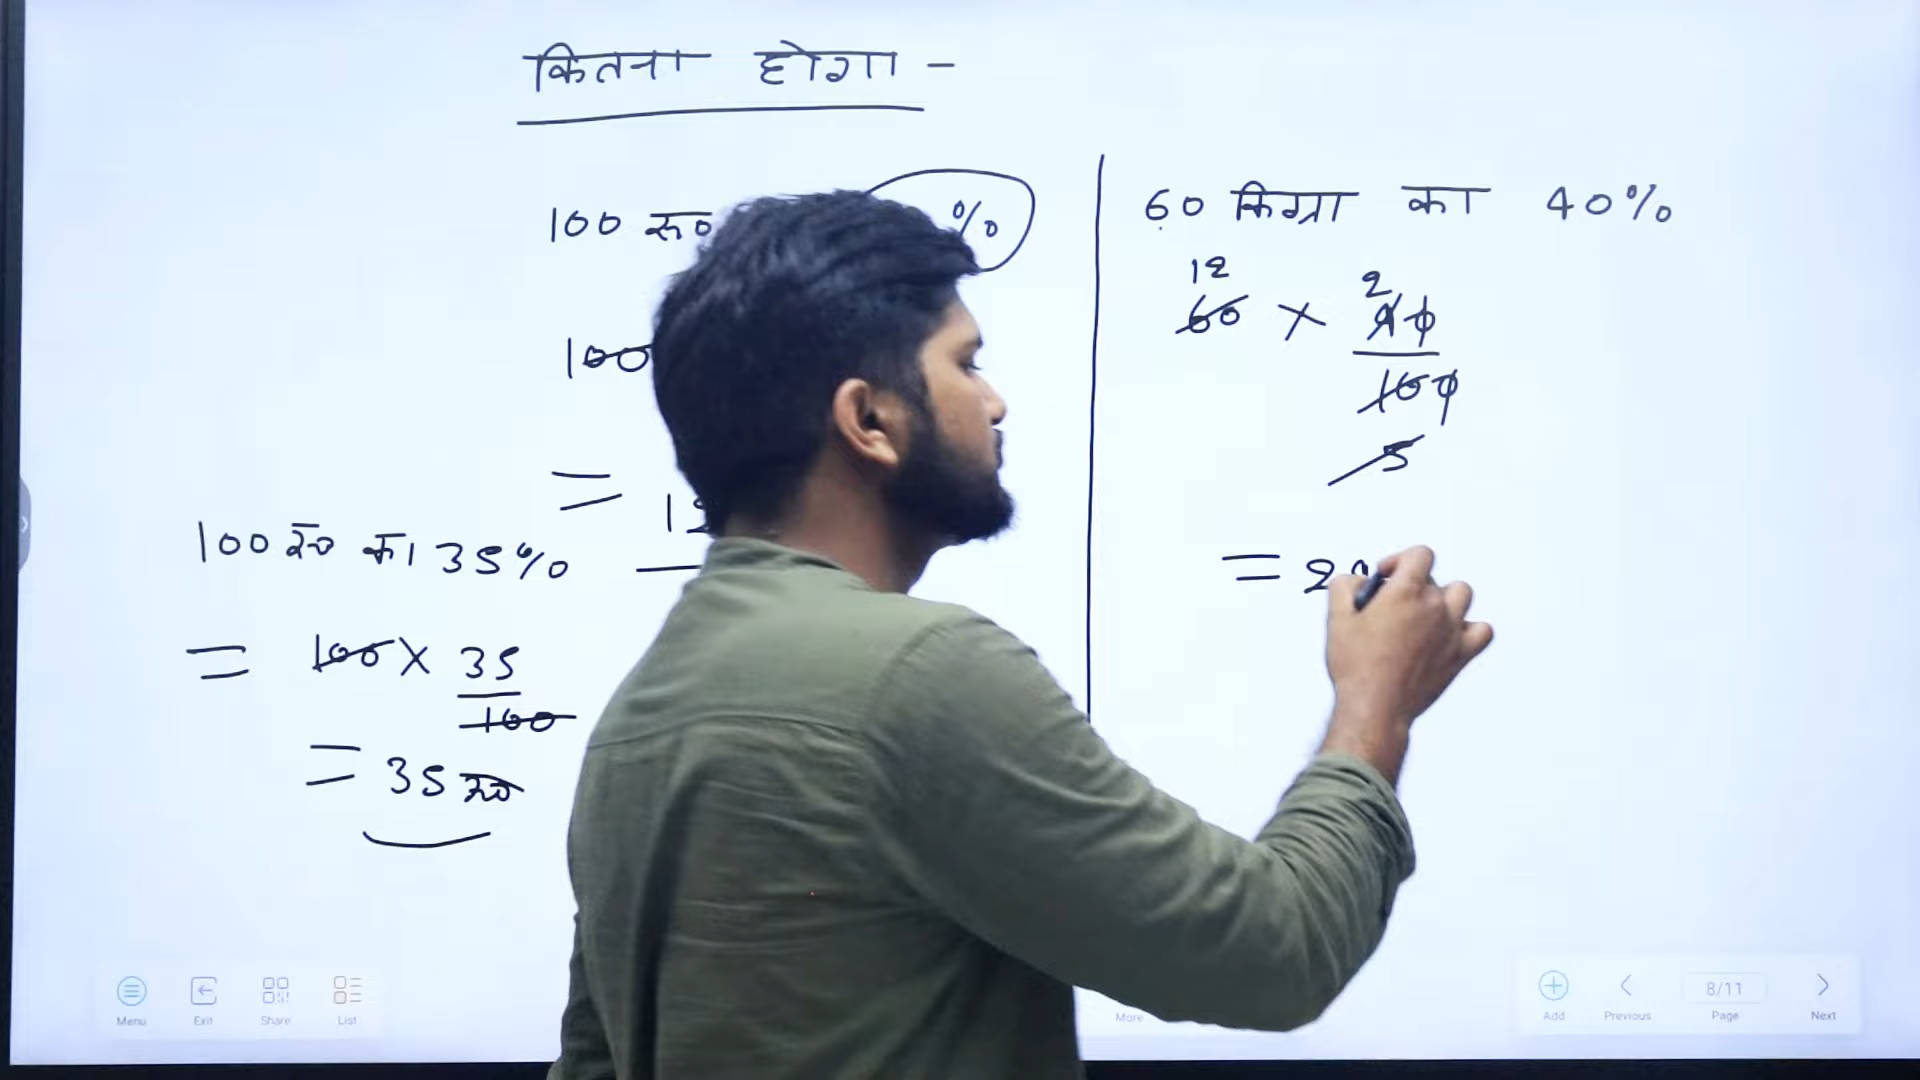 कितना होगा -
100 रू०
%
100
=
12
100 रू० का 35%
= 100 × 35
100
= 35 रू०
60 किग्रा का 40%
12
2
60 × 40
100
5
= 2
Menu
Exit
Share
List
More
Add
Previous
8/11
Page
Next